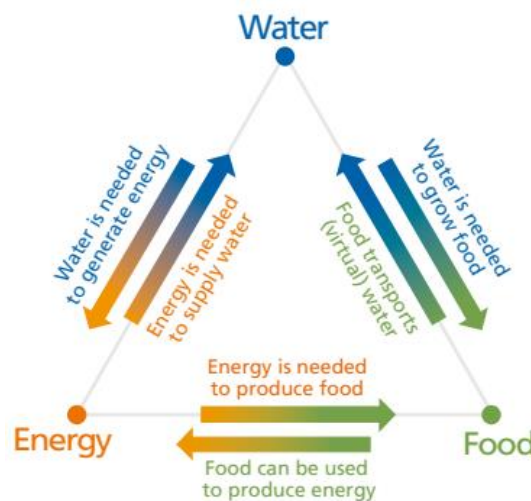 Water
Water is needed
to generate energy
Energy is needed
to supply water
Food transports
(virtual) water
Water is needed
to grow food
Energy is needed
to produce food
Energy
Food
Food can be used
to produce energy